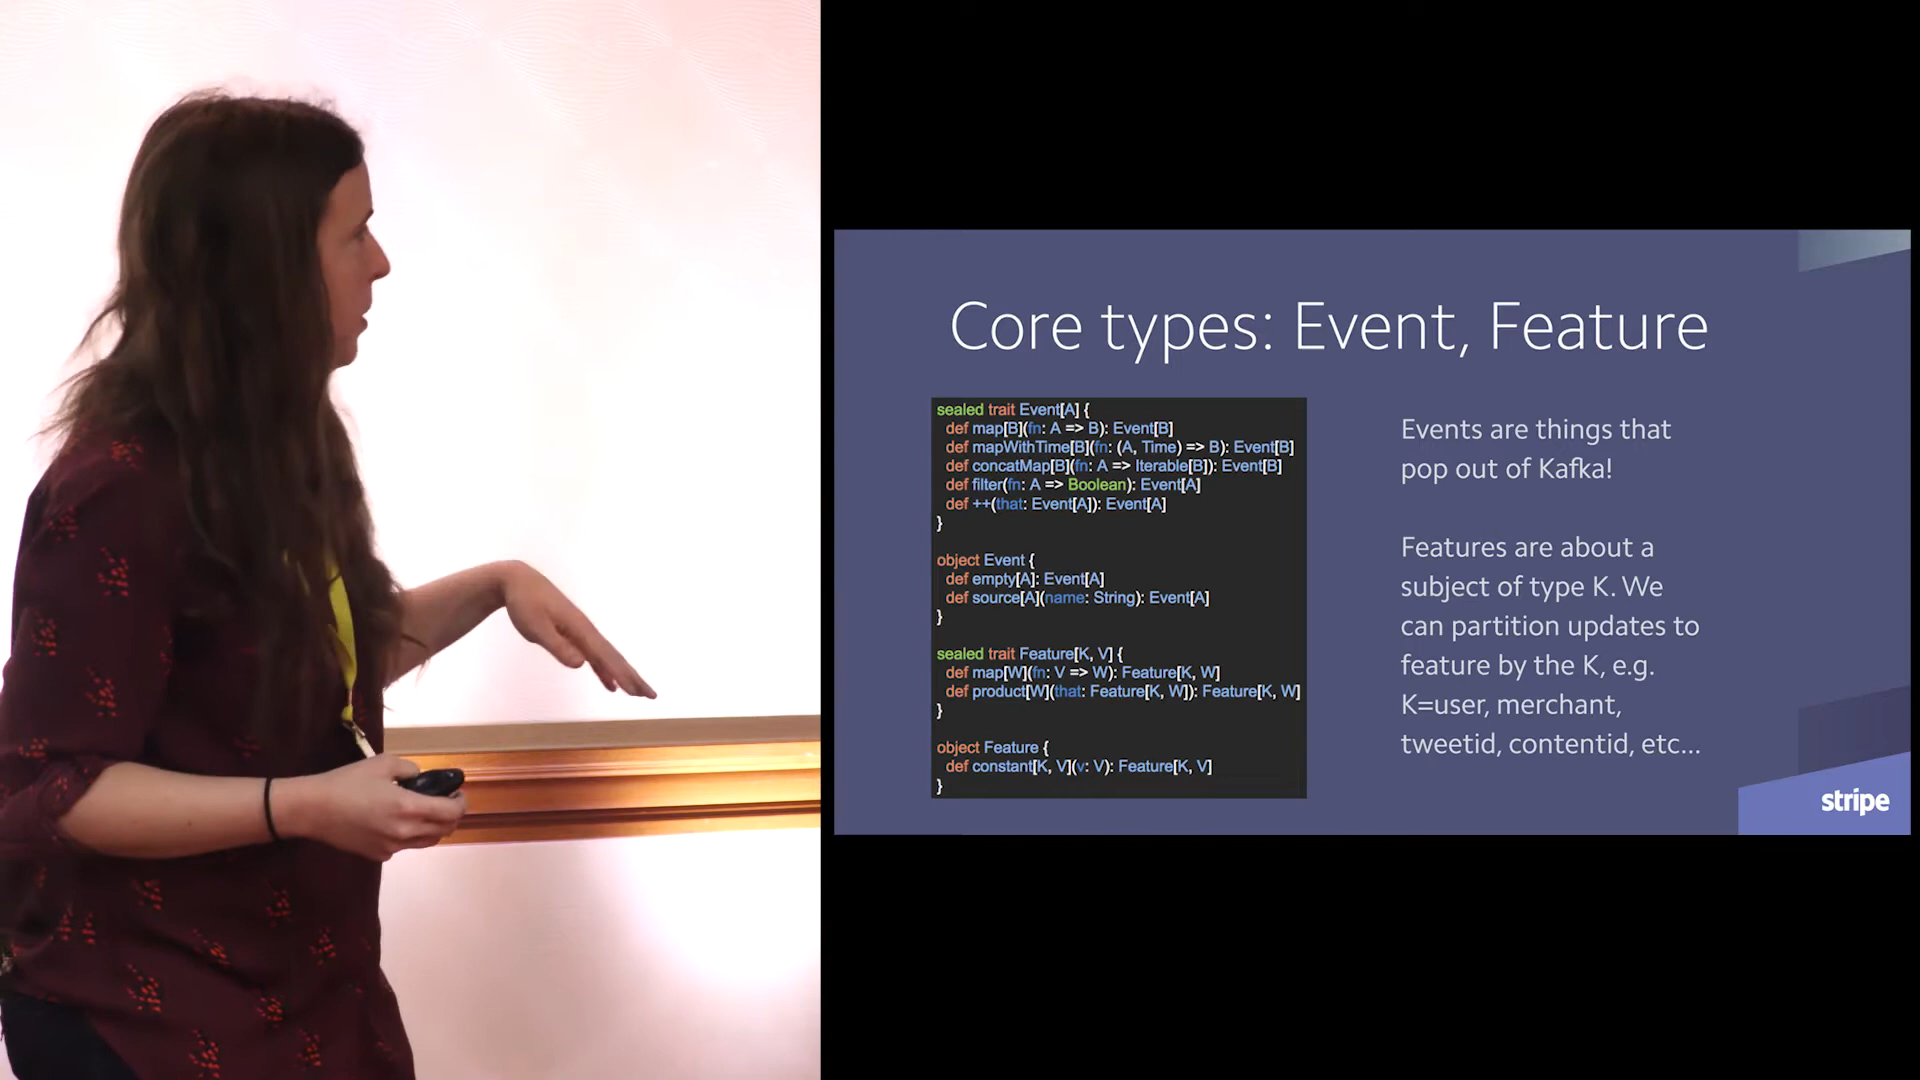 Core types: Event, Feature
sealed trait Event[A] {
def map[B](fn: A => B): Event[B]
def mapWithTime[B](fn: (A, Time) => B): Event[B]
def concatMap[B](fn: A => Iterable[B]): Event[B]
def filter(fn: A => Boolean): Event[A]
def ++(that: Event[A]): Event[A]
}
object Event {
def empty[A]: Event[A]
def source[A](name: String): Event[A]
}
sealed trait Feature[K, V] {
def map[W](fn: V => W): Feature[K, W]
def product[W](that: Feature[K, W]): Feature[K, W]
}
object Feature {
def constant[K, V](v: V): Feature[K, V]
}
Events are things that
pop out of Kafka!
Features are about a
subject of type K. We
can partition updates to
feature by the K, e.g.
K=user, merchant,
tweetid, contentid, etc...
stripe